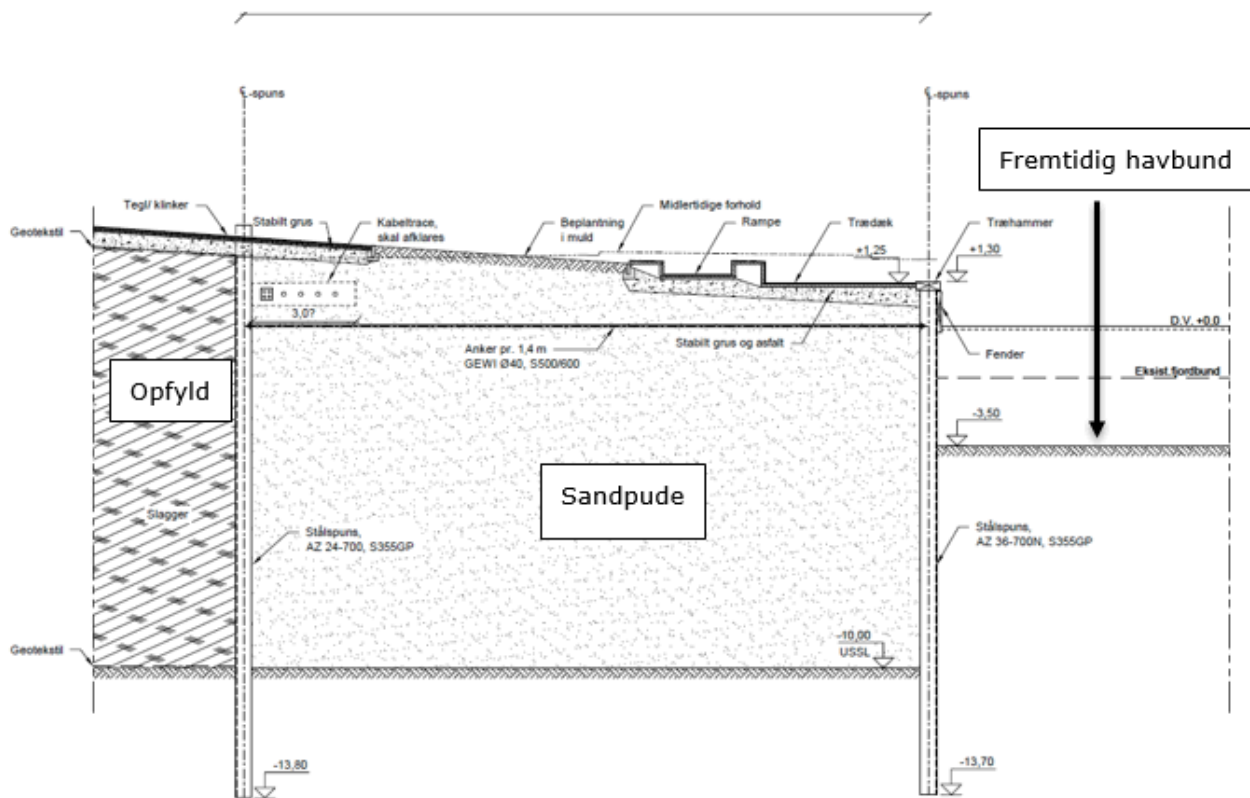 ℄-spuns
℄-spuns
Fremtidig havbund
Tegl/ klinker
Stabilt grus
Kabeltrace,
skal afklares
Beplantning
i muld
Midlertidige forhold
Rampe
Trædæk
Træhammer
Geotekstil
+1,25
+1,30
3,0?
D.V. +0.0
Anker pr. 1,4 m
GEWI Ø40, S500/600
Stabilt grus og asfalt
Fender
Eksist.fjordbund
Opfyld
-3,50
Sandpude
Slagger
Stålspuns,
AZ 24-700, S355GP
Stålspuns,
AZ 36-700N, S355GP
-10,00
USSL
Geotekstil
-13,80
-13,70